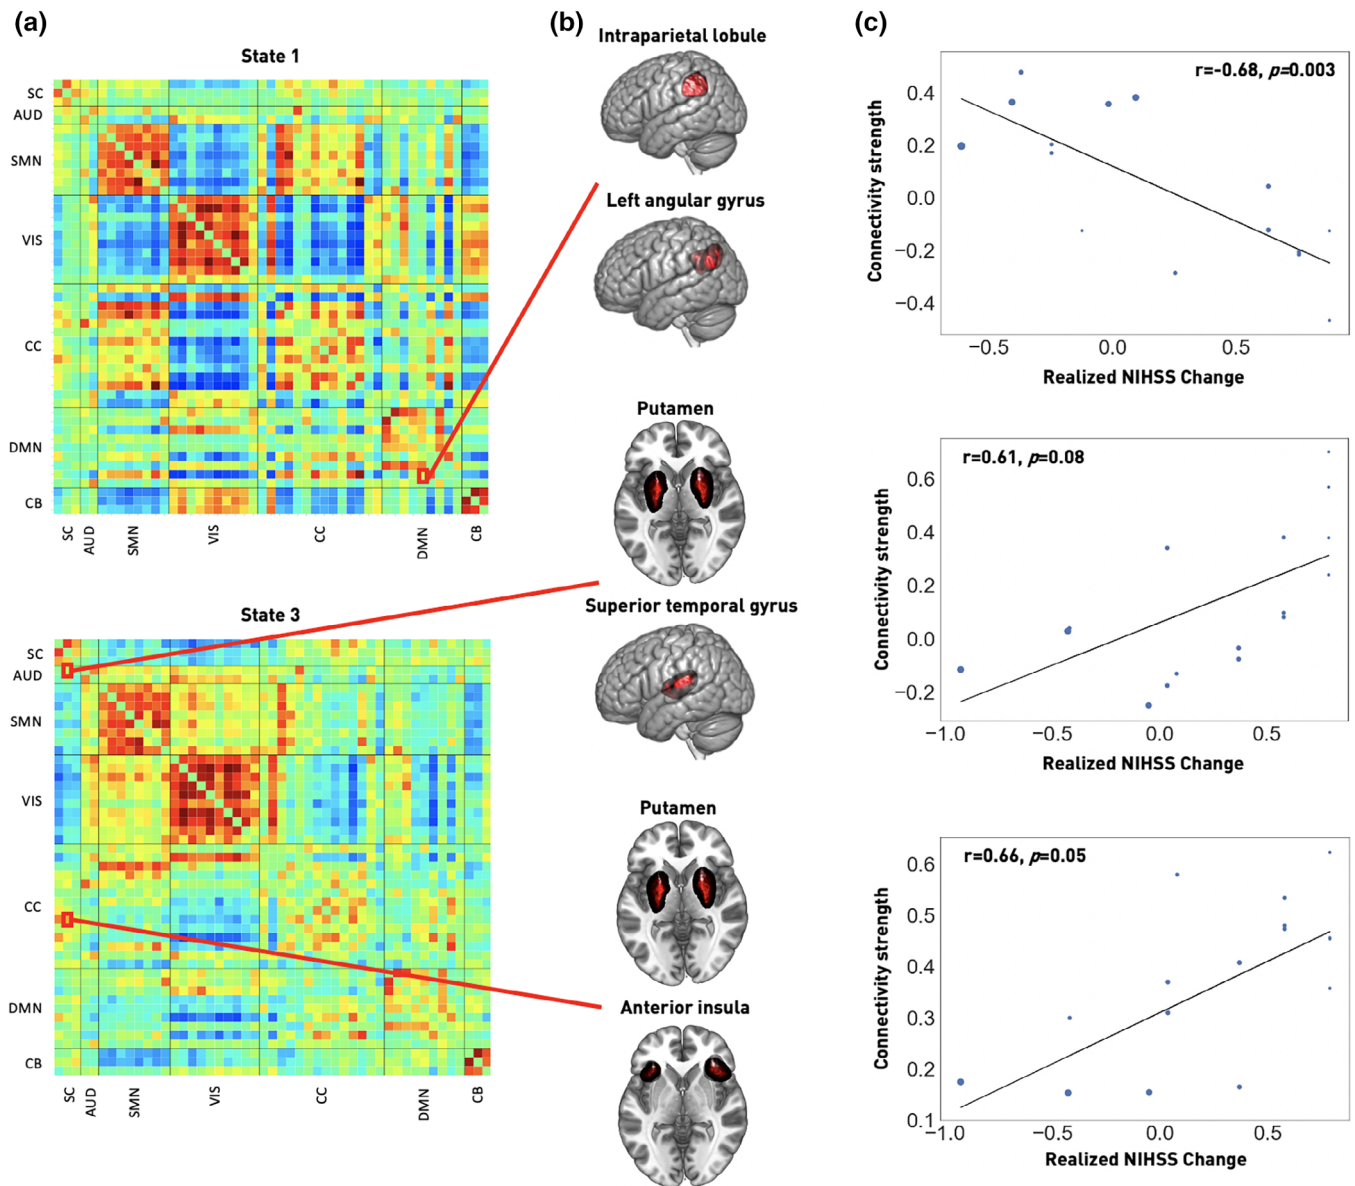 (a)
State 1
SC
AUD
SMN
VIS
CC
DMN
CB
SC
AUD
SMN
VIS
CC
DMN
CB
State 3
SC
AUD
SMN
VIS
CC
DMN
CB
SC
AUD
SMN
VIS
CC
DMN
CB
(b)
Intraparietal lobule
Left angular gyrus
Putamen
Superior temporal gyrus
Putamen
Anterior insula
(c)
r=-0.68, p=0.003
Connectivity strength
0.4
0.2
0.0
−0.2
−0.4
−0.5
0.0
0.5
Realized NIHSS Change
r=0.61, p=0.08
Connectivity strength
0.6
0.4
0.2
0.0
−0.2
−1.0
−0.5
0.0
0.5
Realized NIHSS Change
r=0.66, p=0.05
Connectivity strength
0.6
0.5
0.4
0.3
0.2
0.1
−1.0
−0.5
0.0
0.5
Realized NIHSS Change